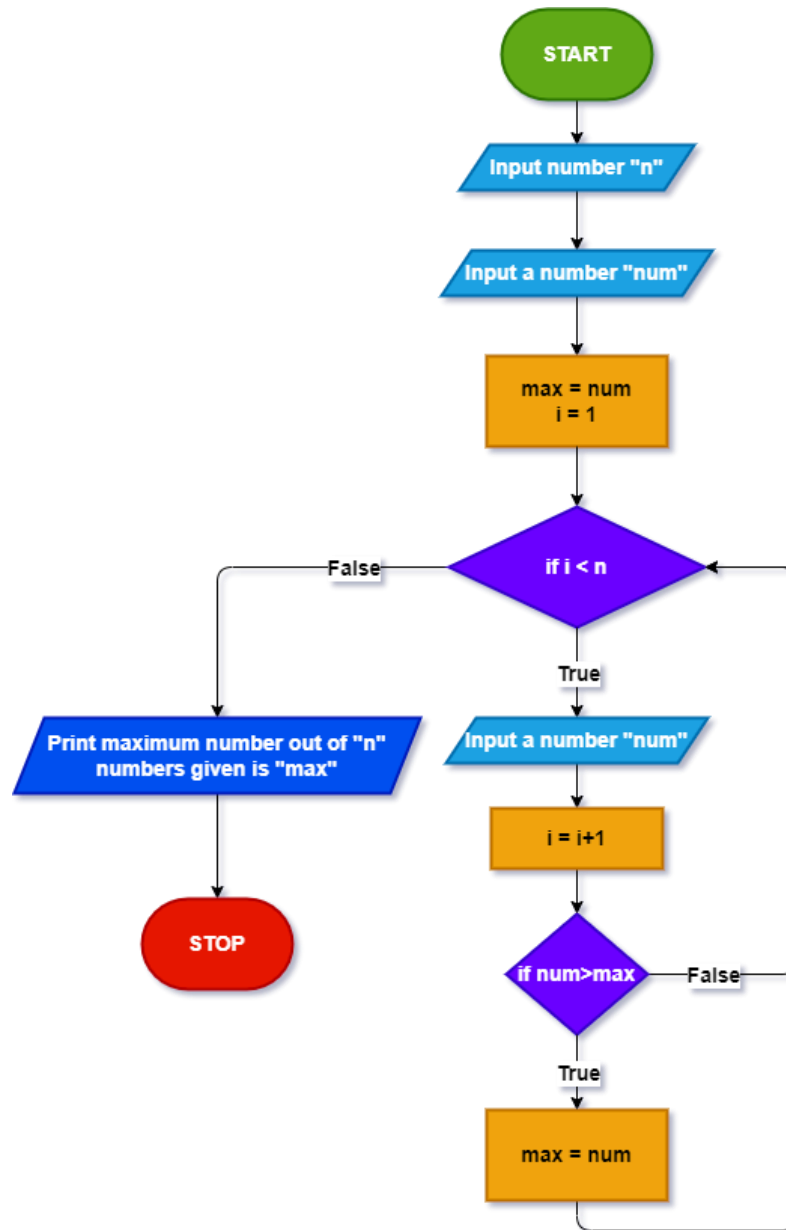 START
Input number "n"
Input a number "num"
max = num
i = 1
if i < n
False
True
Print maximum number out of "n"
numbers given is "max"
Input a number "num"
i = i+1
STOP
if num>max
False
True
max = num